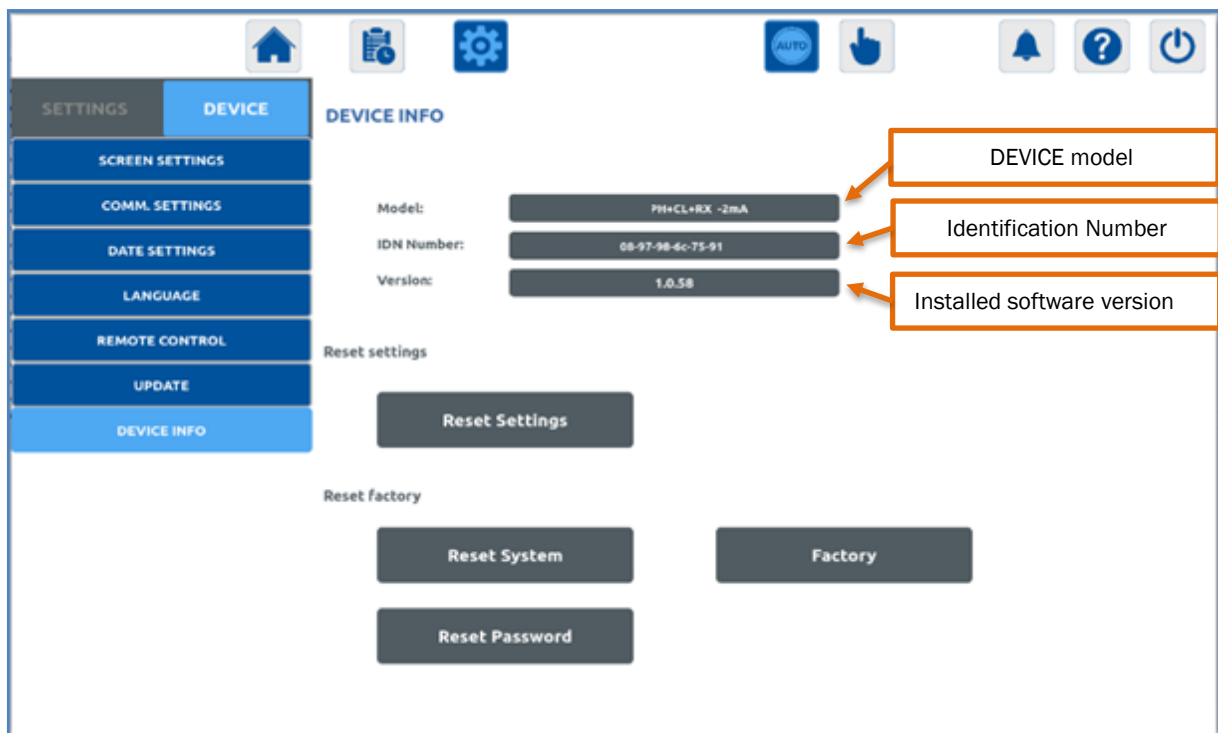 AUTO
SETTINGS
DEVICE
SCREEN SETTINGS
COMM. SETTINGS
DATE SETTINGS
LANGUAGE
REMOTE CONTROL
UPDATE
DEVICE INFO
DEVICE INFO
Model:
PH+CL+RX -2mA
DEVICE model
IDN Number:
08-97-98-6c-75-91
Identification Number
Version:
1.0.58
Installed software version
Reset settings
Reset Settings
Reset factory
Reset System
Factory
Reset Password